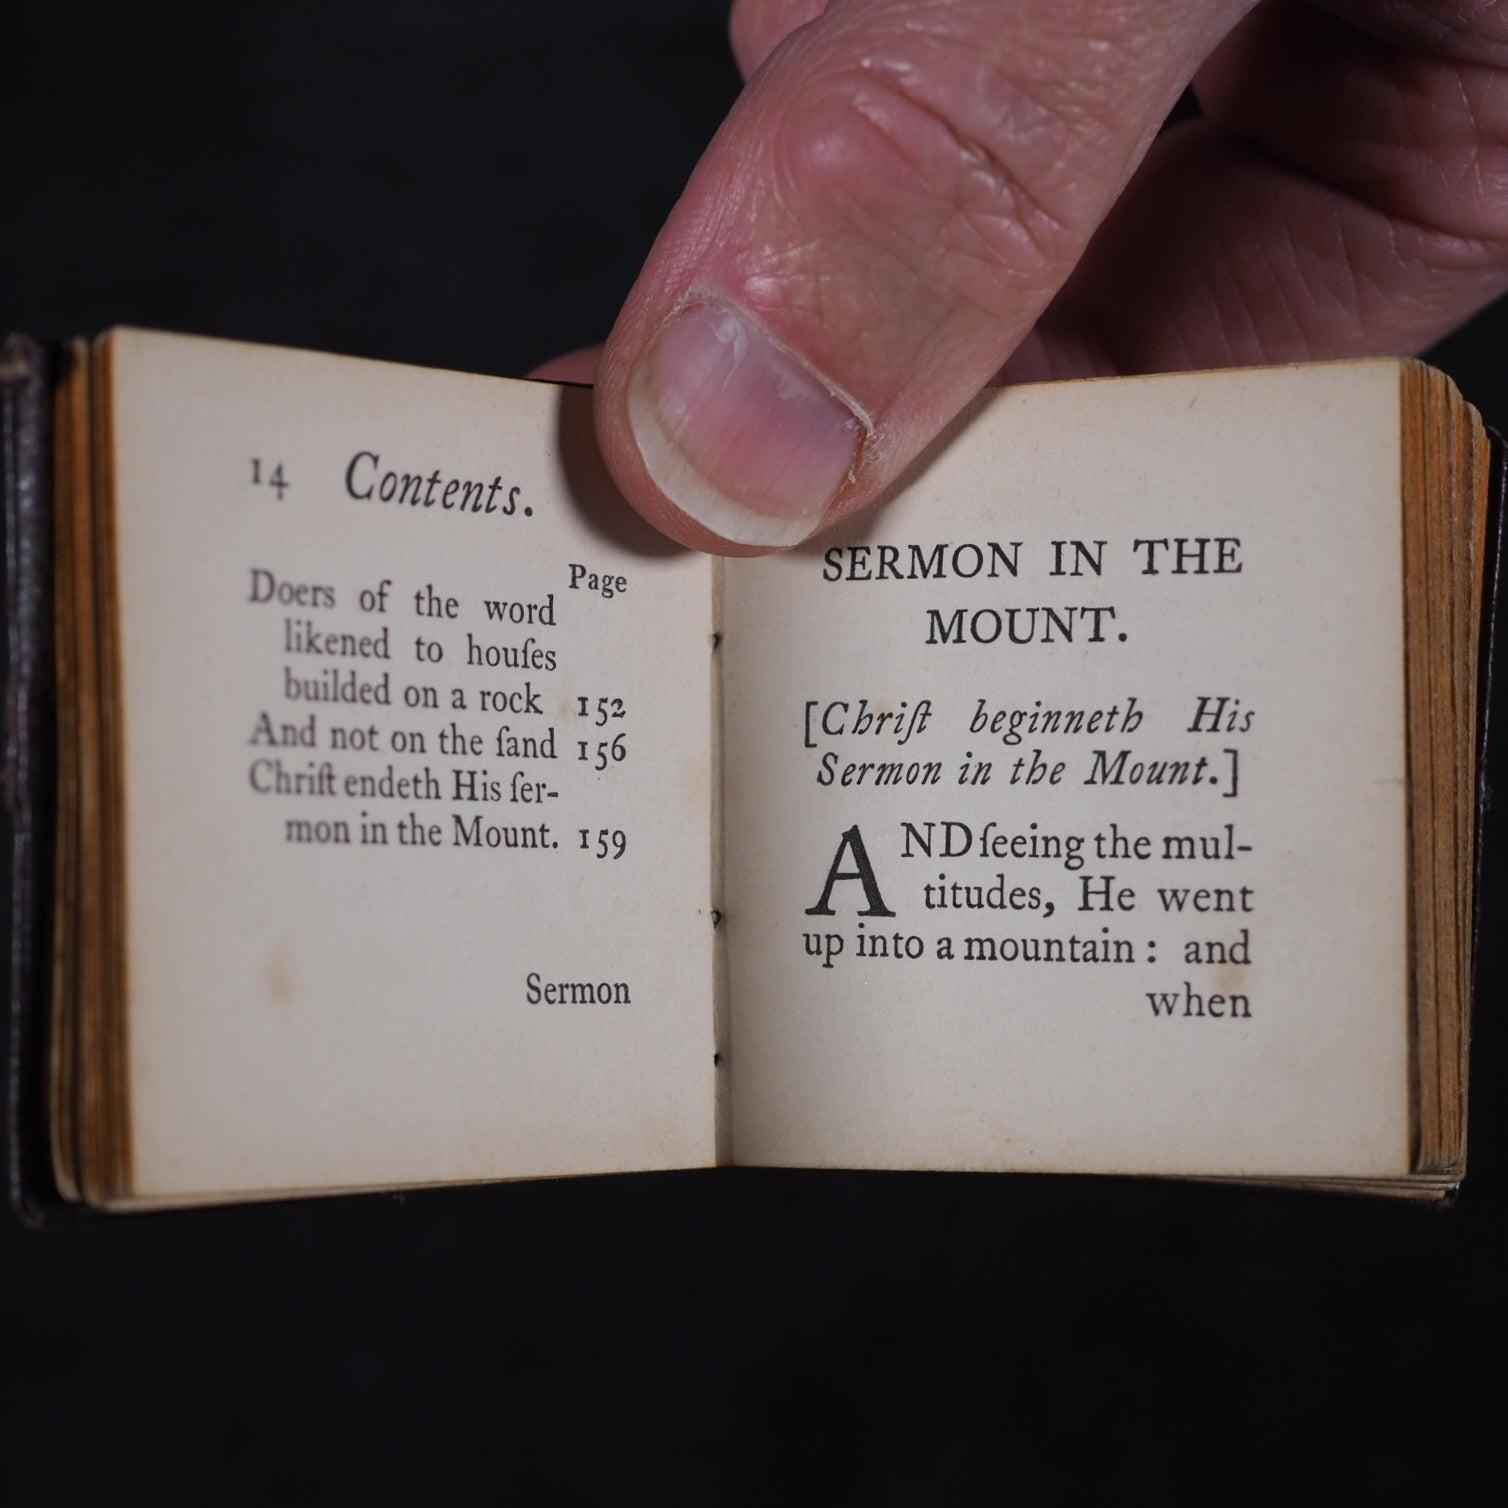 14 Contents.
Page
Doers of the word
likened to houſes
builded on a rock 152
And not on the ſand 156
Chriſt endeth His ſer-
mon in the Mount. 159
Sermon
SERMON IN THE
MOUNT.
[Chriſt beginneth His
Sermon in the Mount.]
AND ſeeing the mul-
titudes, He went
up into a mountain : and
when